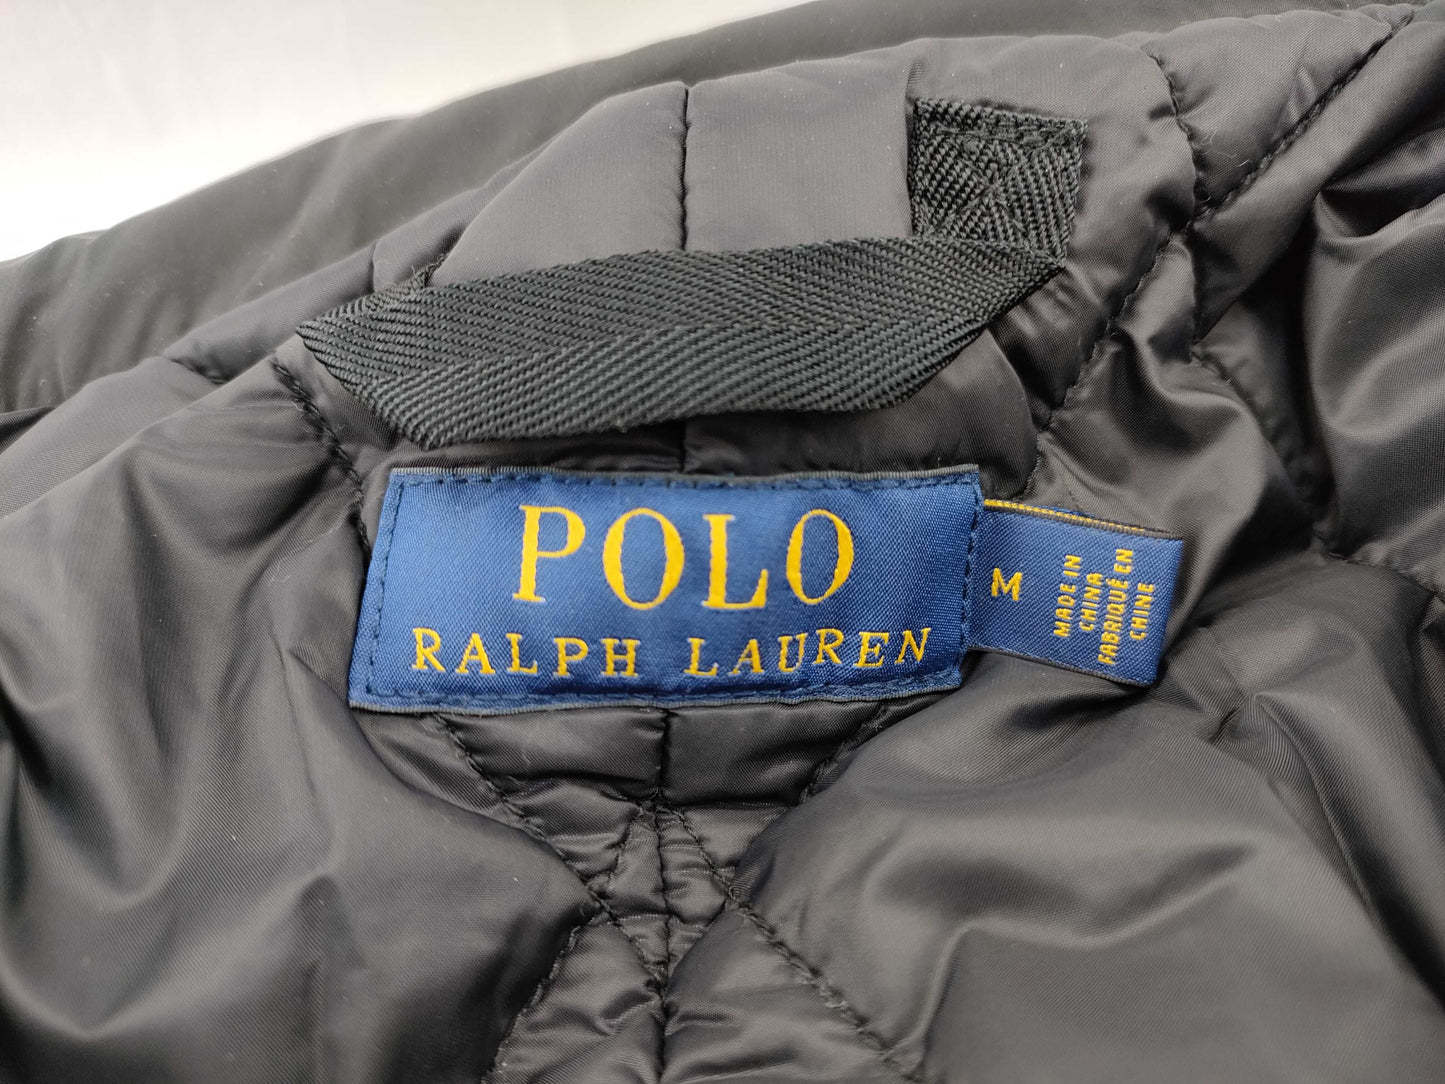 POLO
RALPH LAUREN
M
MADE IN
CHINA
FABRIQUÉ EN
CHINE